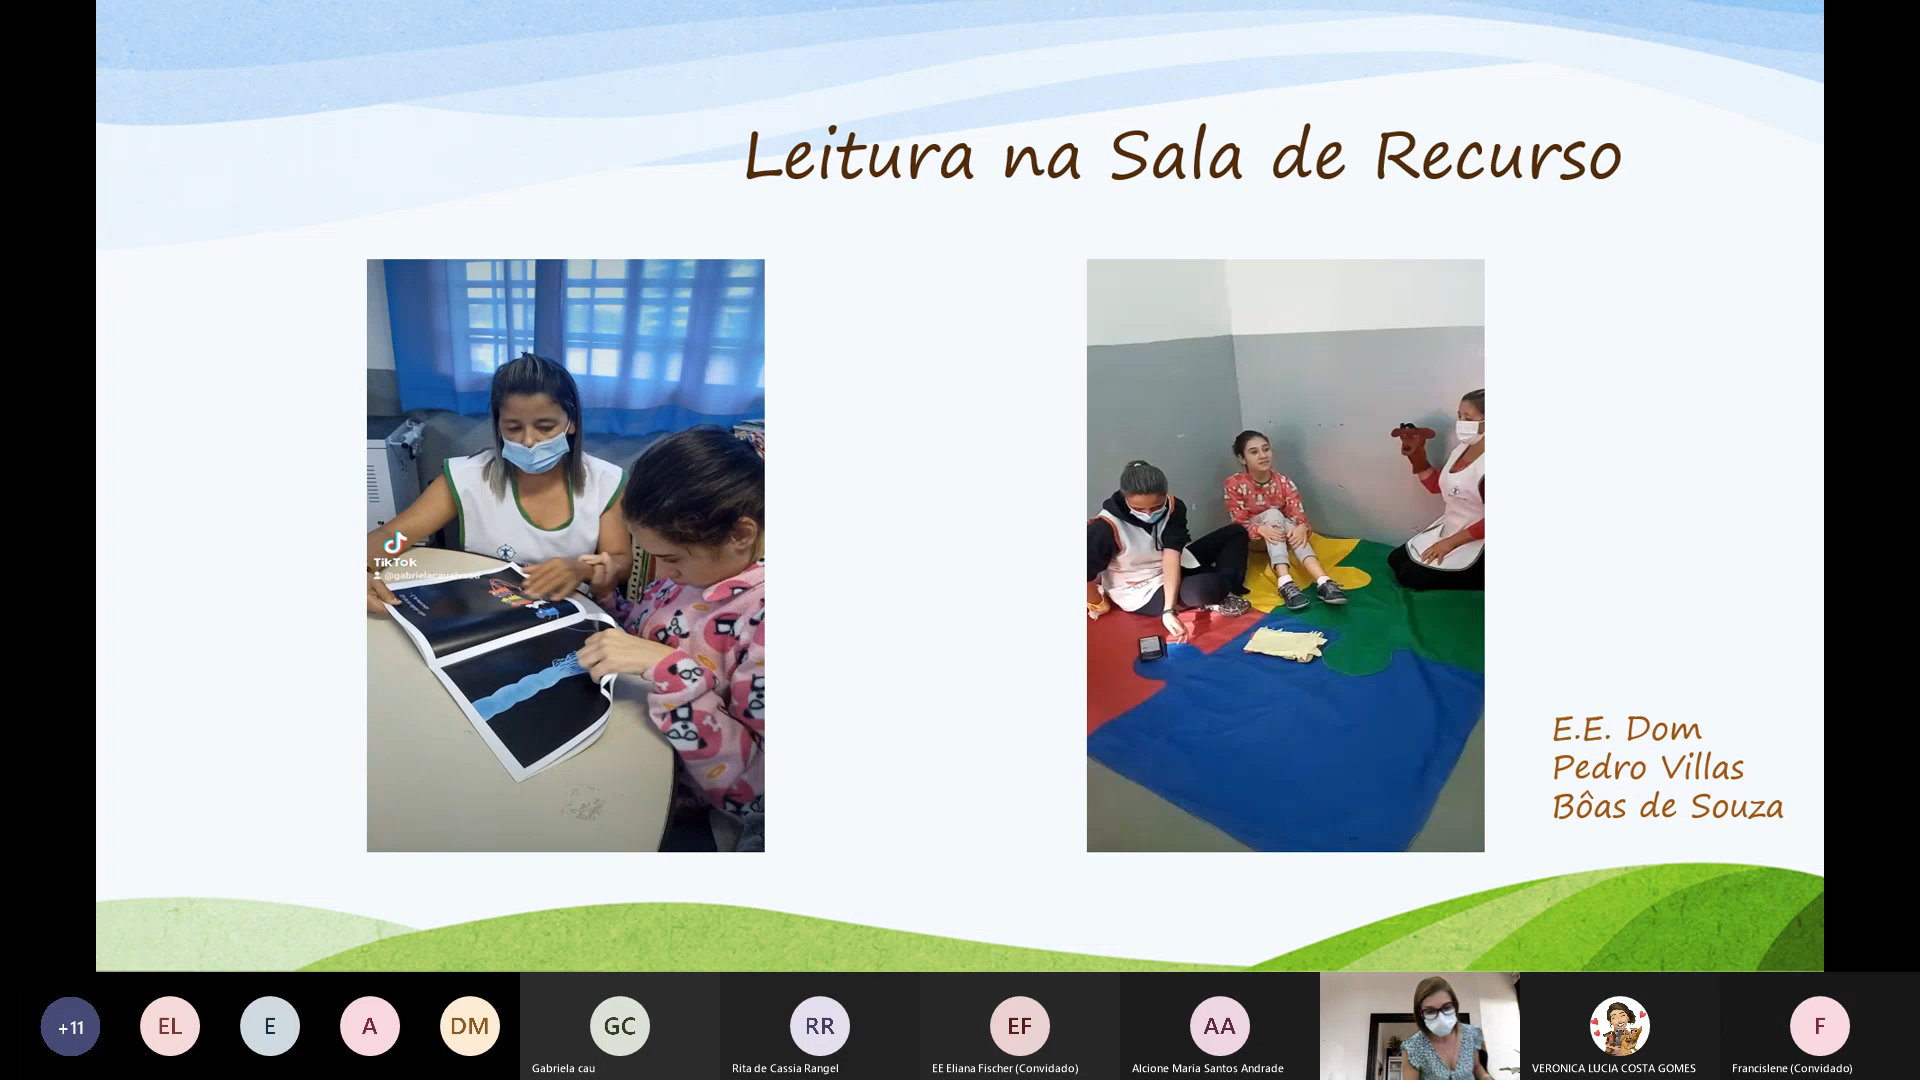 Leitura na Sala de Recurso
TikTok
E.E. Dom
Pedro Villas
Bôas de Souza
+11
EL
E
A
DM
GC
RR
EF
AA
F
Gabriela cau
Rita de Cassia Rangel
EE Eliana Fischer (Convidado)
Alcione Maria Santos Andrade
VERONICA LUCIA COSTA GOMES
Francislene (Convidado)